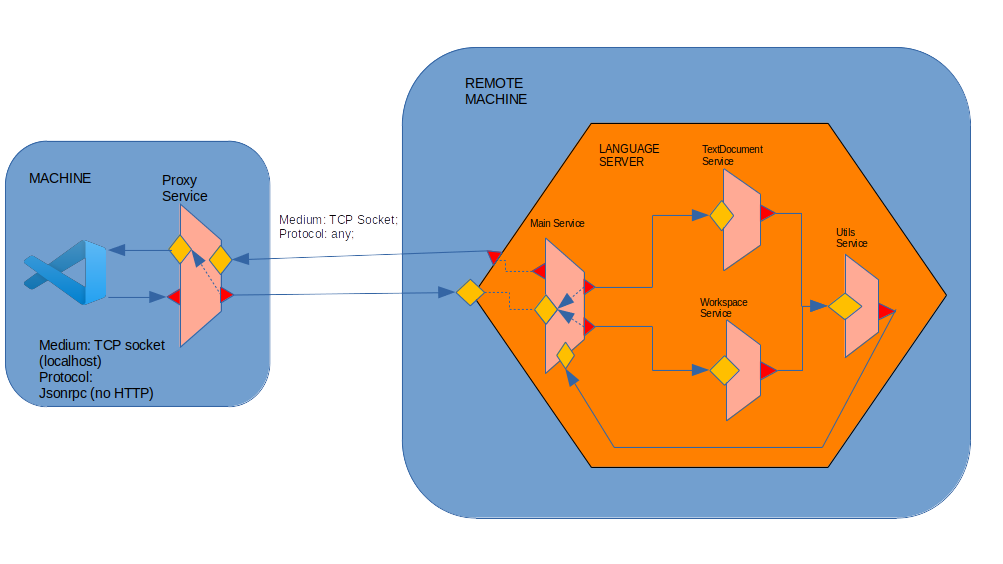 REMOTE
MACHINE
LANGUAGE
SERVER
TextDocument
Service
MACHINE
Proxy
Service
Medium: TCP Socket;
Protocol: any;
Main Service
Utils
Service
Workspace
Service
Medium: TCP socket
(localhost)
Protocol:
Jsonrpc (no HTTP)